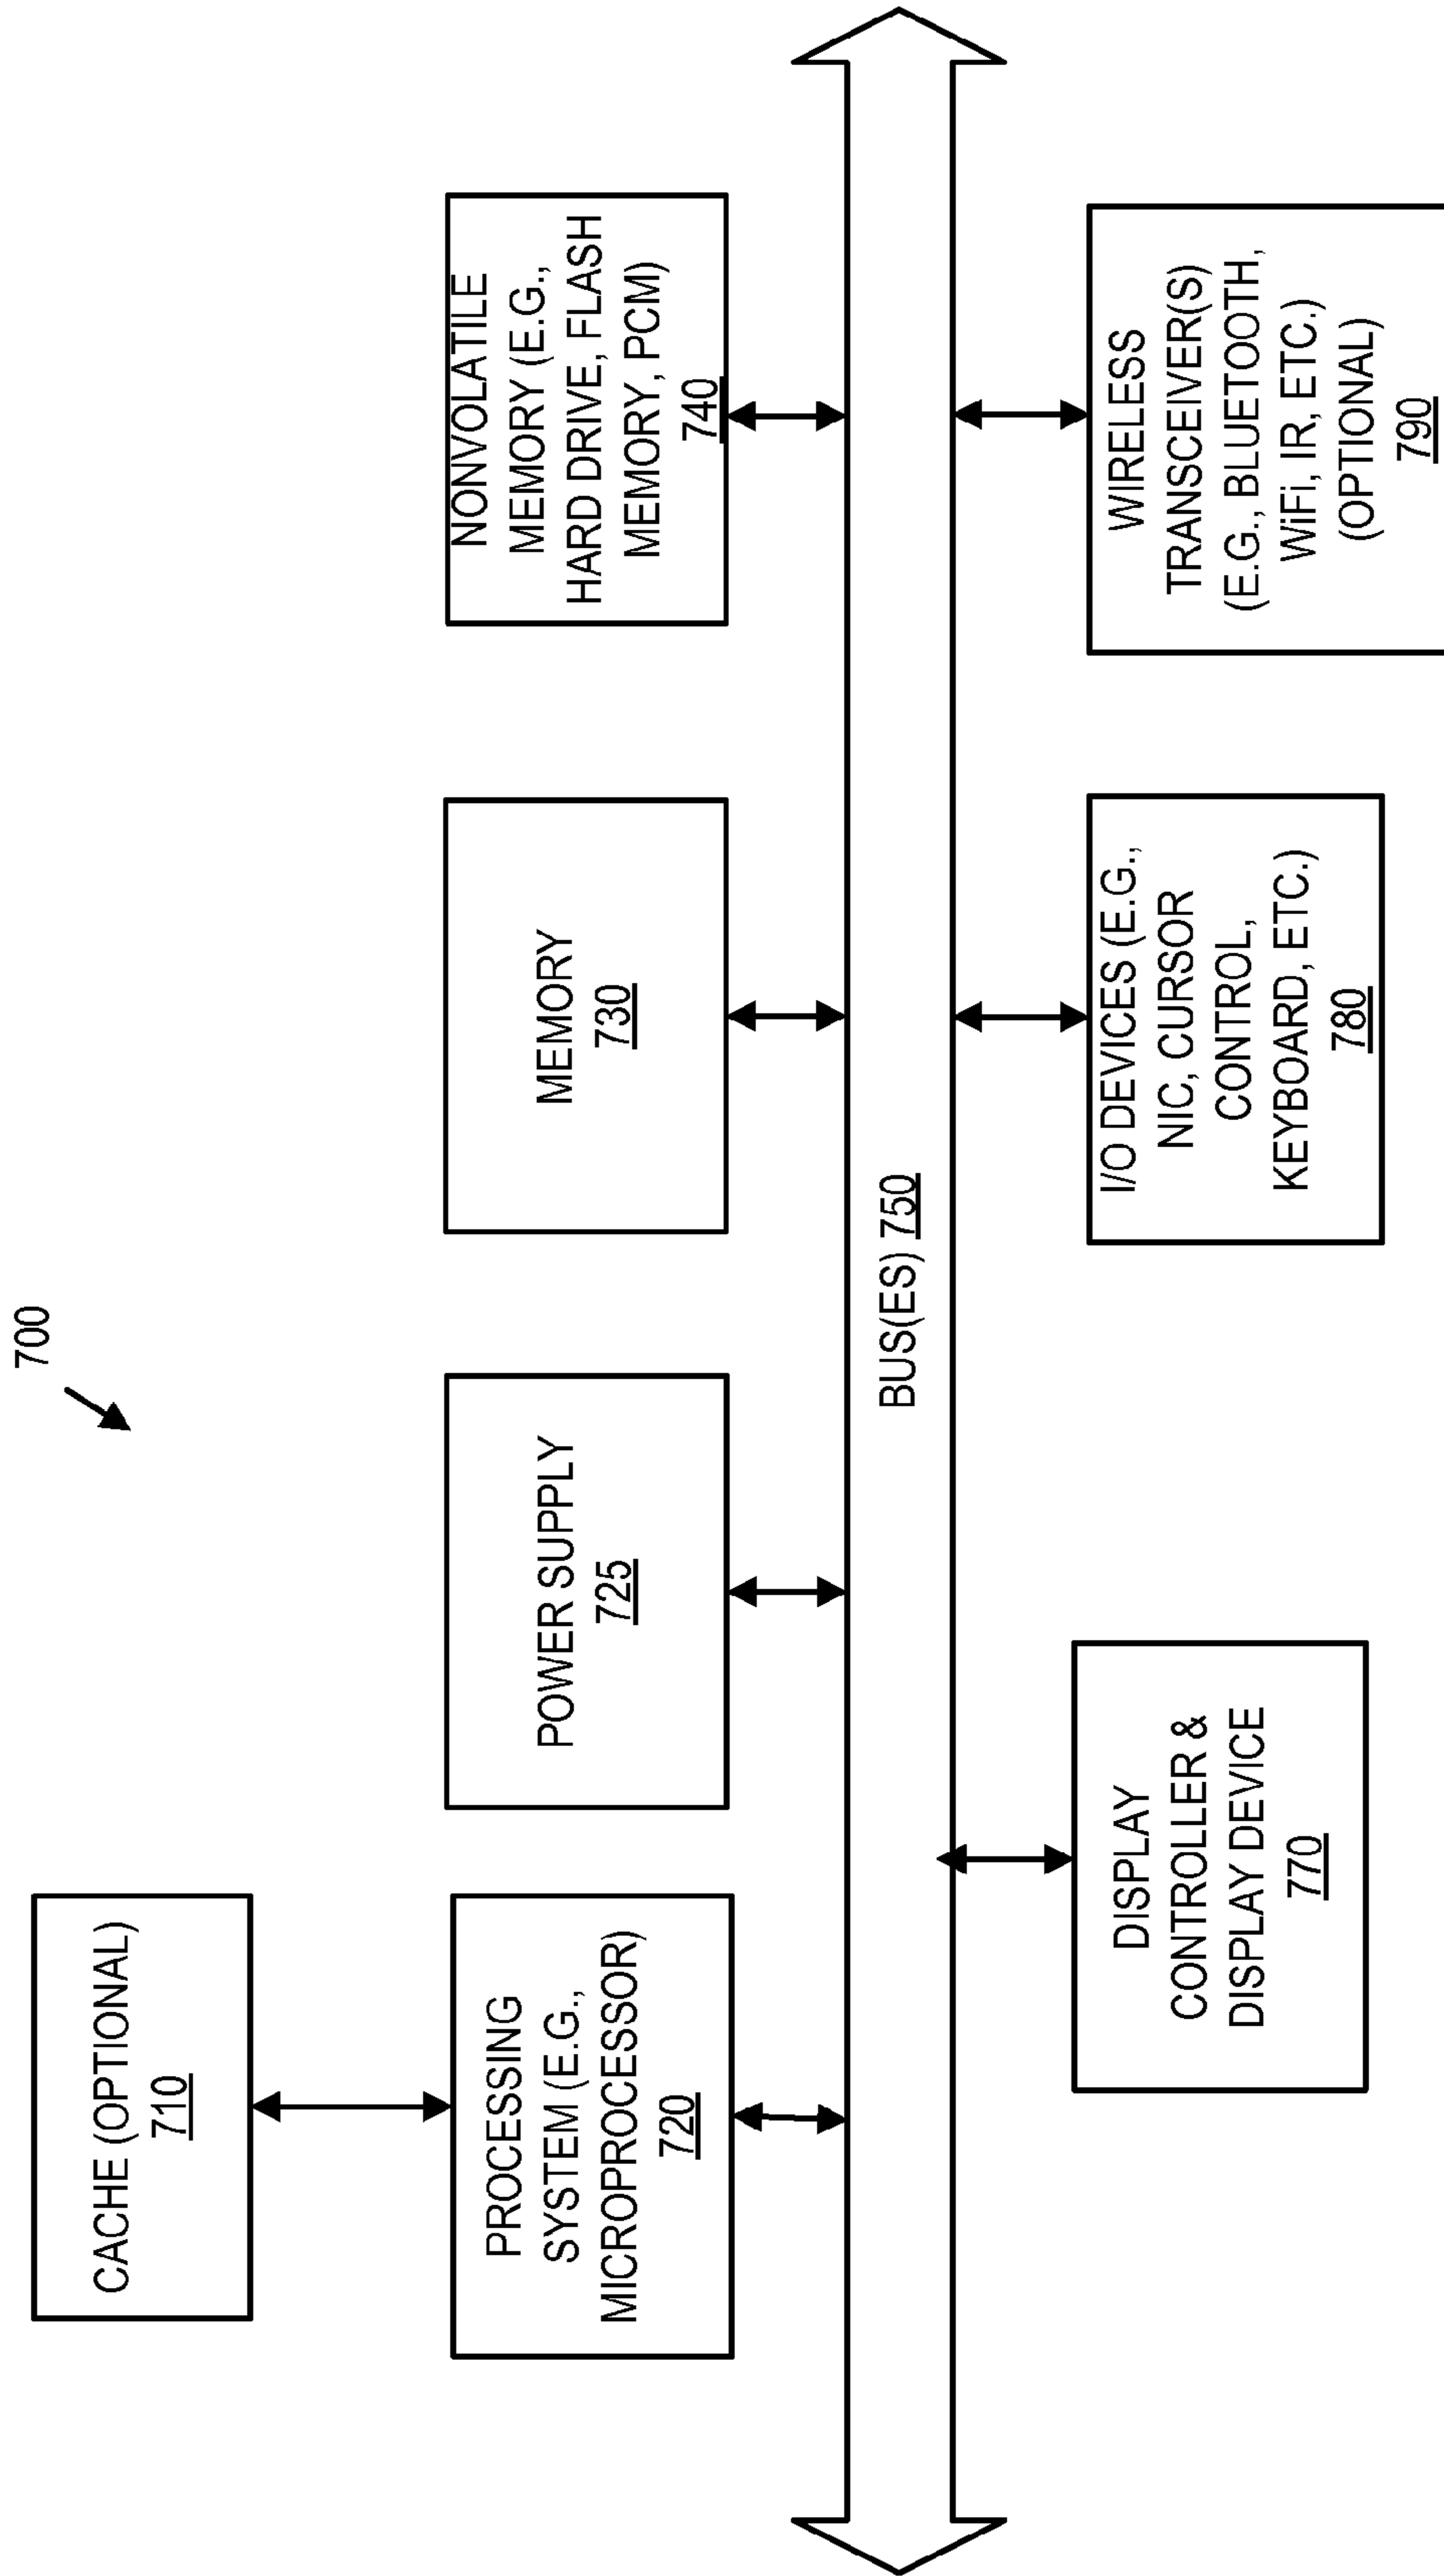 700
CACHE (OPTIONAL)
710
PROCESSING
SYSTEM (E.G.,
MICROPROCESSOR)
720
POWER SUPPLY
725
MEMORY
730
NONVOLATILE
MEMORY (E.G.,
HARD DRIVE, FLASH
MEMORY, PCM)
740
BUS(ES) 750
DISPLAY
CONTROLLER &
DISPLAY DEVICE
770
I/O DEVICES (E.G.,
NIC, CURSOR
CONTROL,
KEYBOARD, ETC.)
780
WIRELESS
TRANSCEIVER(S)
(E.G., BLUETOOTH,
WiFi, IR, ETC.)
(OPTIONAL)
790